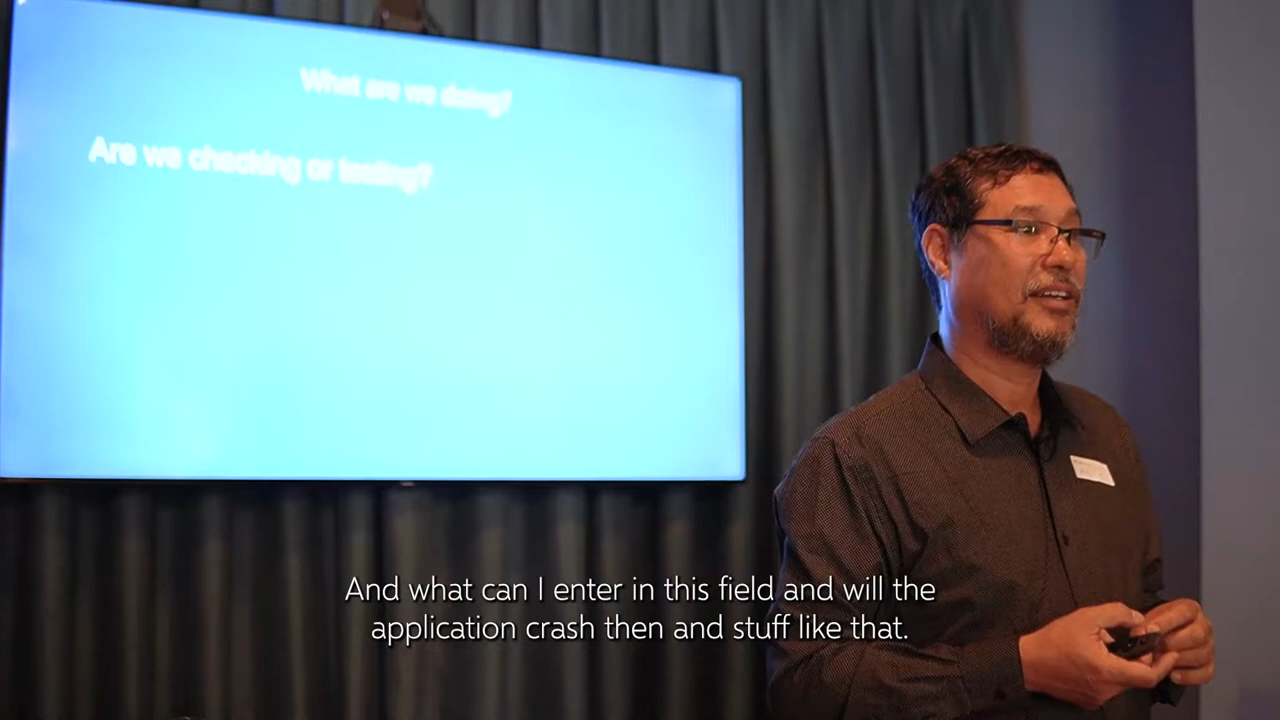 What are we doing?
Are we checking or testing?
And what can I enter in this field and will the
application crash then and stuff like that.